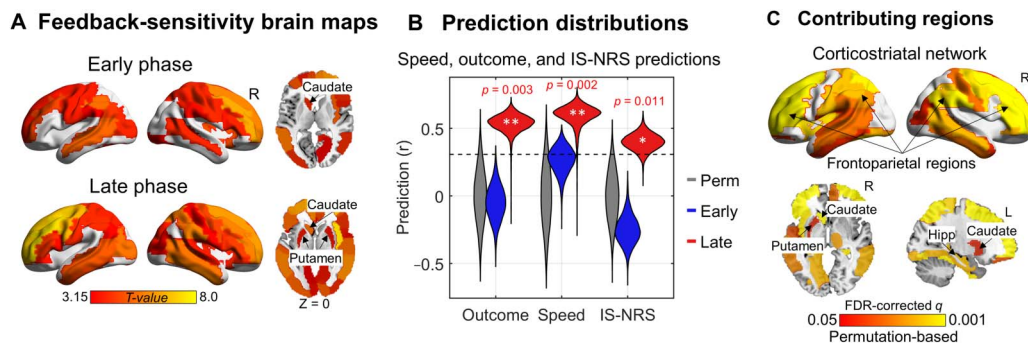 A Feedback-sensitivity brain maps
Early phase
R
Caudate
Late phase
Caudate
Putamen
3.15 T-value 8.0
Z = 0
B Prediction distributions
Speed, outcome, and IS-NRS predictions
p = 0.003
p = 0.002
p = 0.011
**
**
*
Prediction (r)
0.5
0
−0.5
Outcome Speed IS-NRS
Perm
Early
Late
C Contributing regions
Corticostriatal network
R
Frontoparietal regions
R
Caudate
Putamen
L
Hipp
Caudate
FDR-corrected q
0.05 0.001
Permutation-based